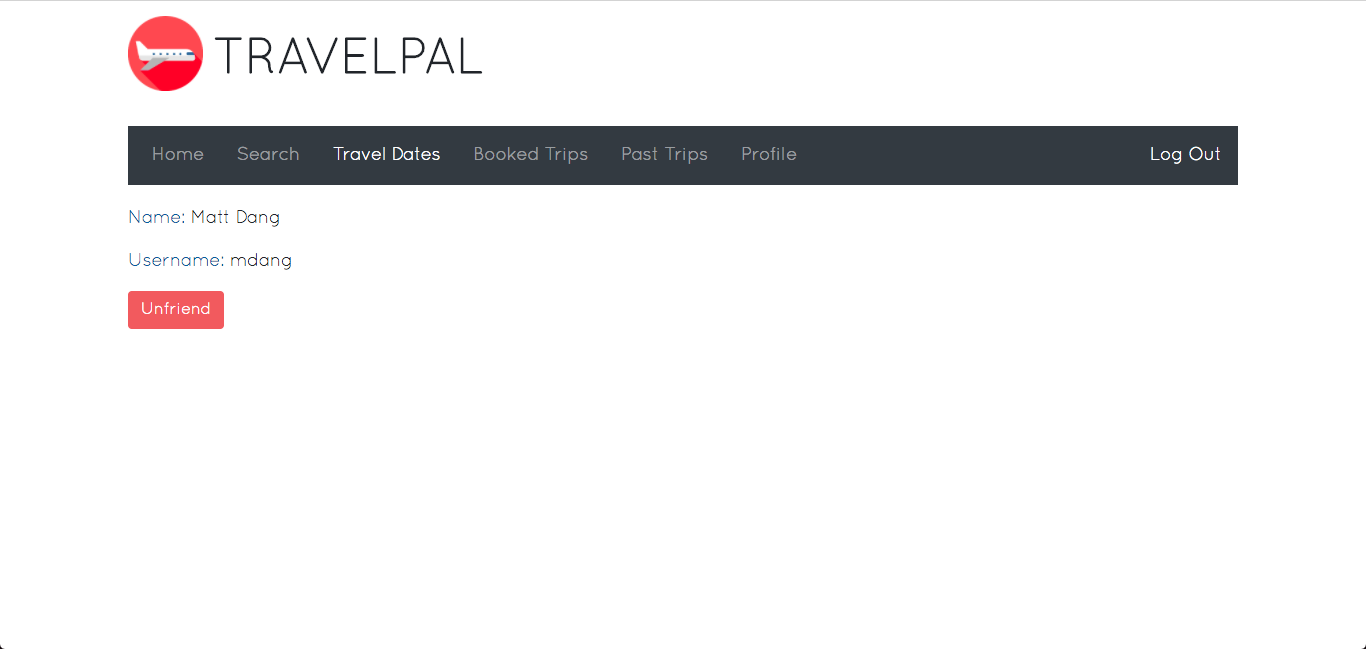 TRAVELPAL
Home Search Travel Dates Booked Trips Past Trips Profile Log Out
Name: Matt Dang
Username: mdang
Unfriend